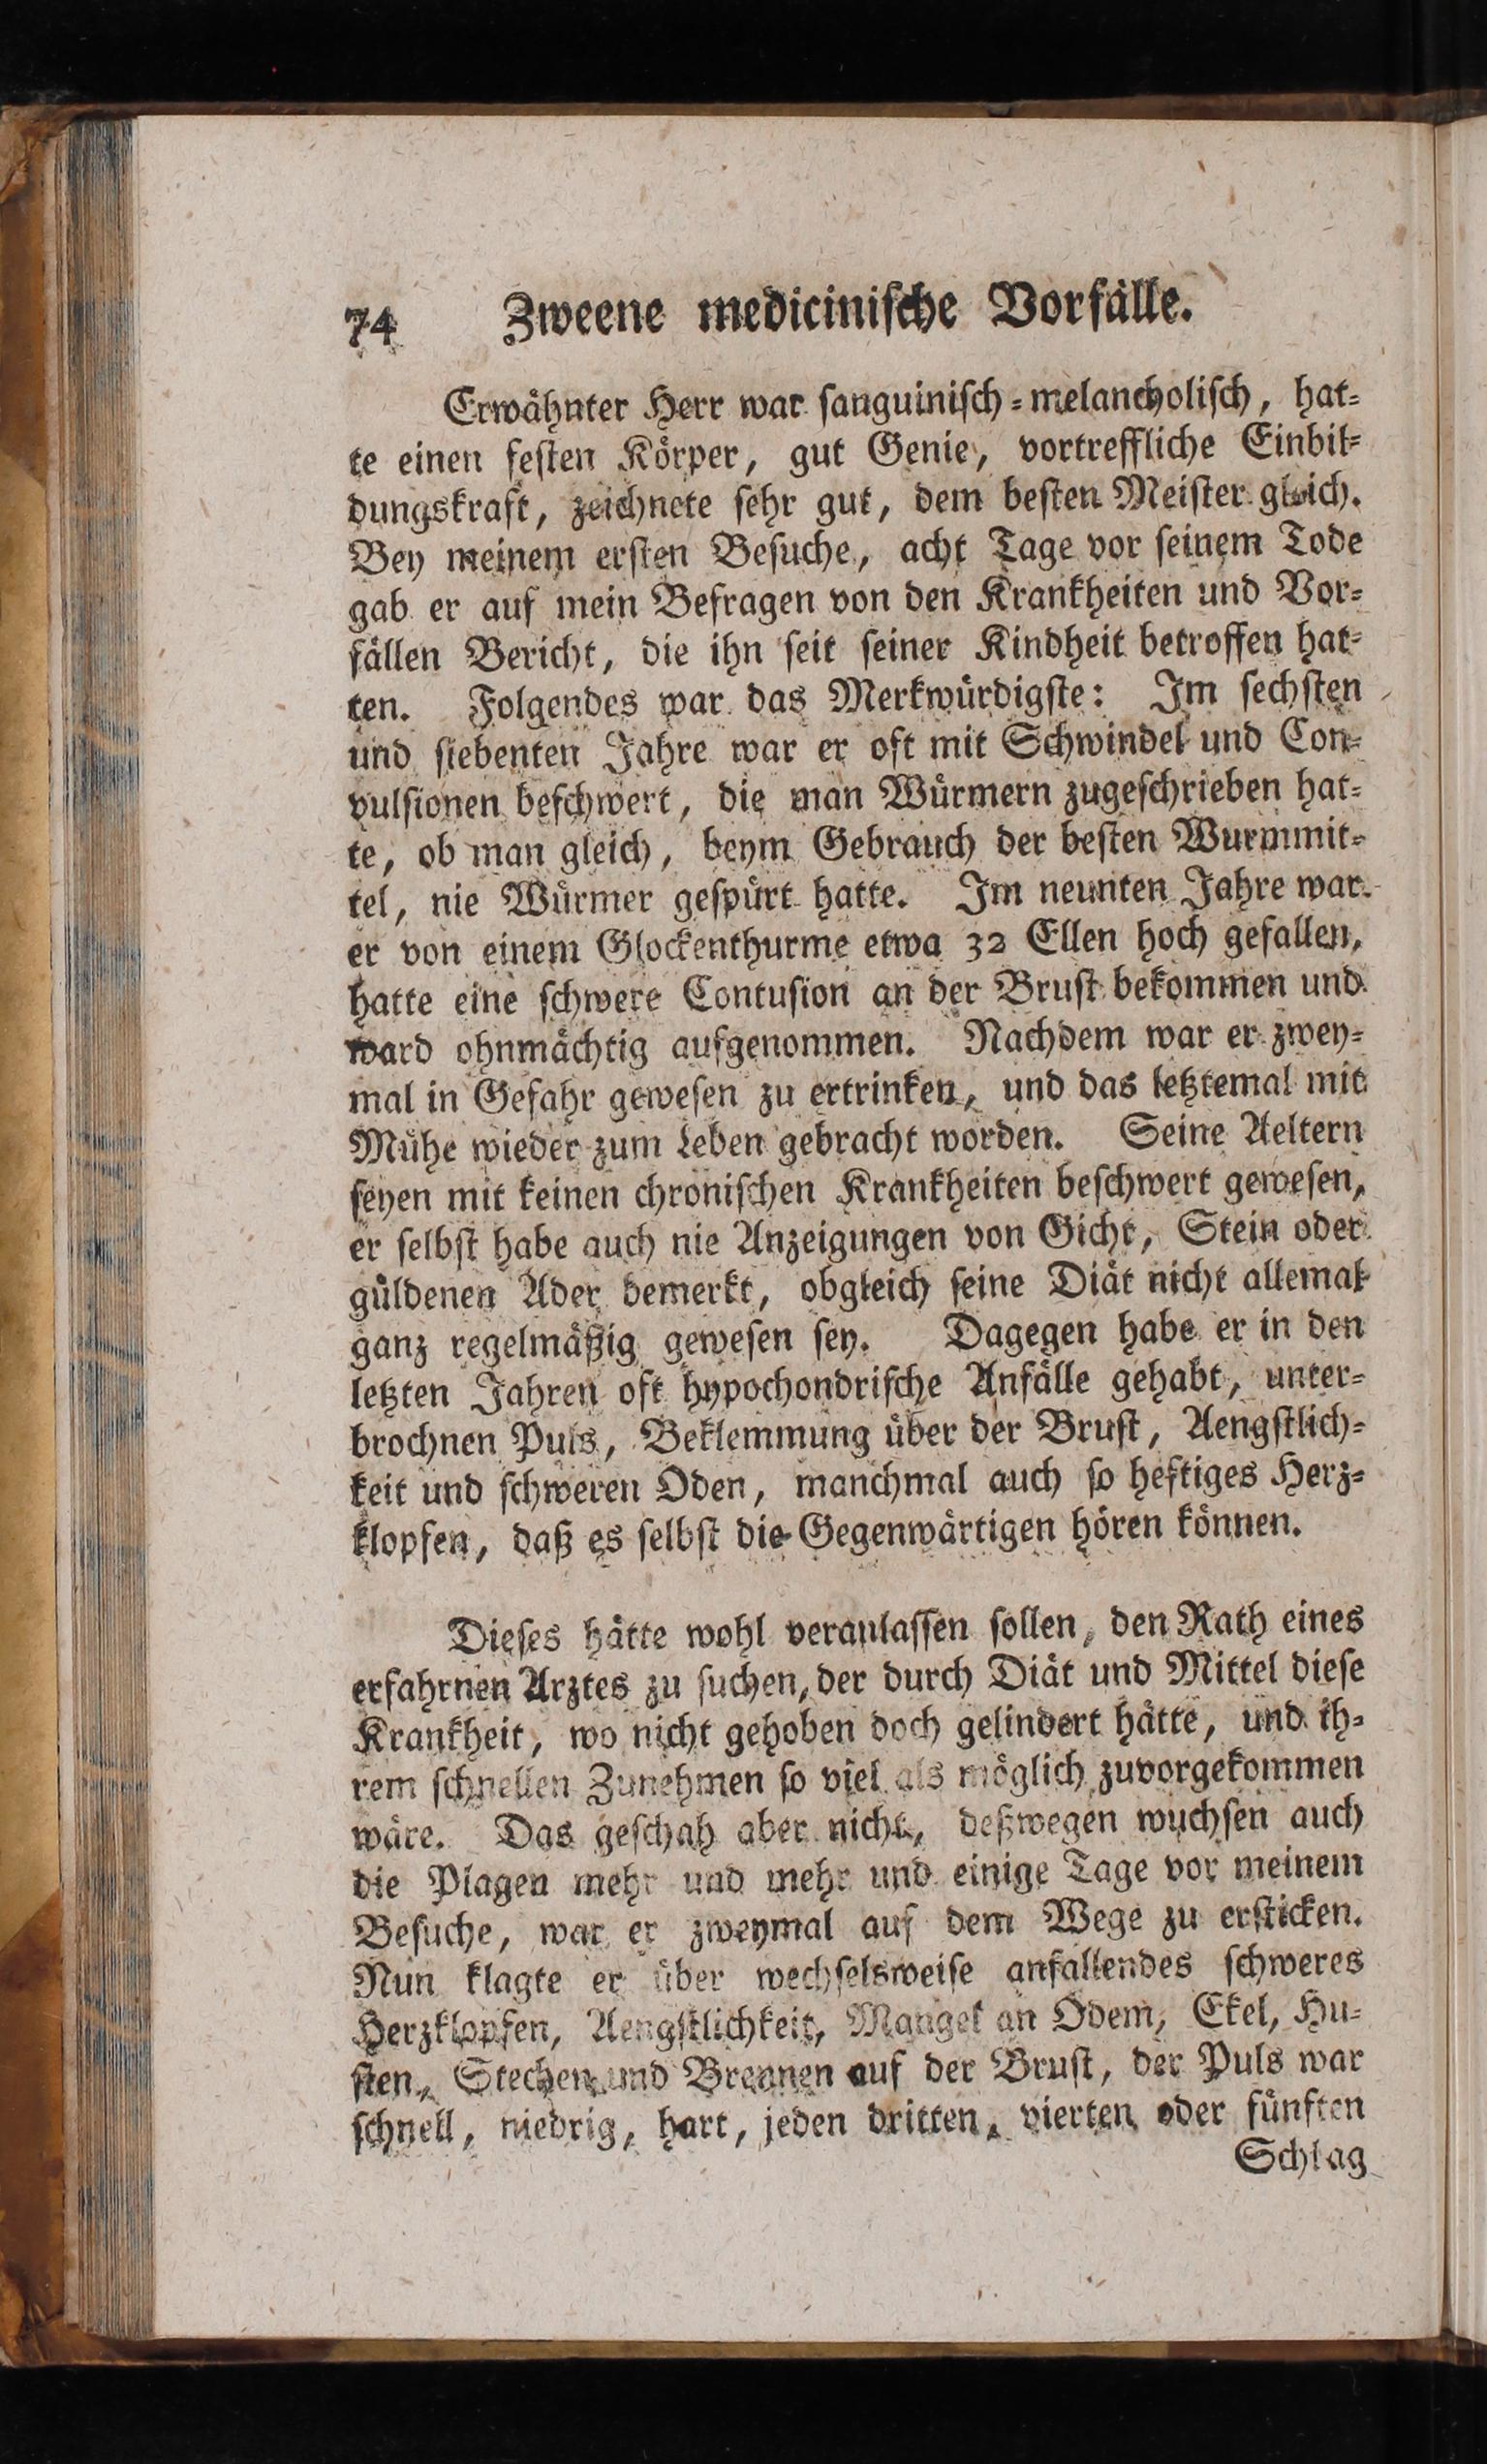 74 Zweene medicinische Vorfälle.
Erwähnter Herr war sanguinisch-melancholisch, hat-
te einen festen Körper, gut Genie, vortreffliche Einbil-
dungskraft, zeichnete sehr gut, dem besten Meister gleich.
Bey meinem ersten Besuche, acht Tage vor seinem Tode
gab er auf mein Befragen von den Krankheiten und Vor-
fällen Bericht, die ihn seit seiner Kindheit betroffen hat-
ten. Folgendes war das Merkwürdigste: Im sechsten
und siebenten Jahre war er oft mit Schwindel und Con-
vulsionen beschwert, die man Würmern zugeschrieben hat-
te, ob man gleich, beym Gebrauch der besten Wurmmit-
tel, nie Würmer gespürt hatte. Im neunten Jahre war
er von einem Glockenthurme etwa 32 Ellen hoch gefallen,
hatte eine schwere Contusion an der Brust bekommen und
ward ohnmächtig aufgenommen. Nachdem war er zwey-
mal in Gefahr gewesen zu ertrinken, und das letztemal mit
Mühe wieder zum Leben gebracht worden. Seine Aeltern
seyen mit keinen chronischen Krankheiten beschwert gewesen,
er selbst habe auch nie Anzeigungen von Gicht, Stein oder
güldenen Ader bemerkt, obgleich seine Diät nicht allemal
ganz regelmäßig gewesen sey. Dagegen habe er in den
letzten Jahren oft hypochondrische Anfälle gehabt, unter-
brochnen Puls, Beklemmung über der Brust, Aengstlich-
keit und schweren Oden, manchmal auch so heftiges Herz-
klopfen, daß es selbst die Gegenwärtigen hören können.
Dieses hätte wohl veranlassen sollen, den Rath eines
erfahrnen Arztes zu suchen, der durch Diät und Mittel diese
Krankheit, wo nicht gehoben doch gelindert hätte, und ih-
rem schnellen Zunehmen so viel als möglich zuvorgekommen
wäre. Das geschah aber nicht, deßwegen wuchsen auch
die Plagen mehr und mehr und einige Tage vor meinem
Besuche, war er zweymal auf dem Wege zu ersticken.
Nun klagte er über wechselsweise anfallendes schweres
Herzklopfen, Aengstlichkeit, Mangel an Odem, Ekel, Hu-
sten, Stechen und Brennen auf der Brust, der Puls war
schnell, niedrig, hart, jeden dritten, vierten oder fünften
Schlag